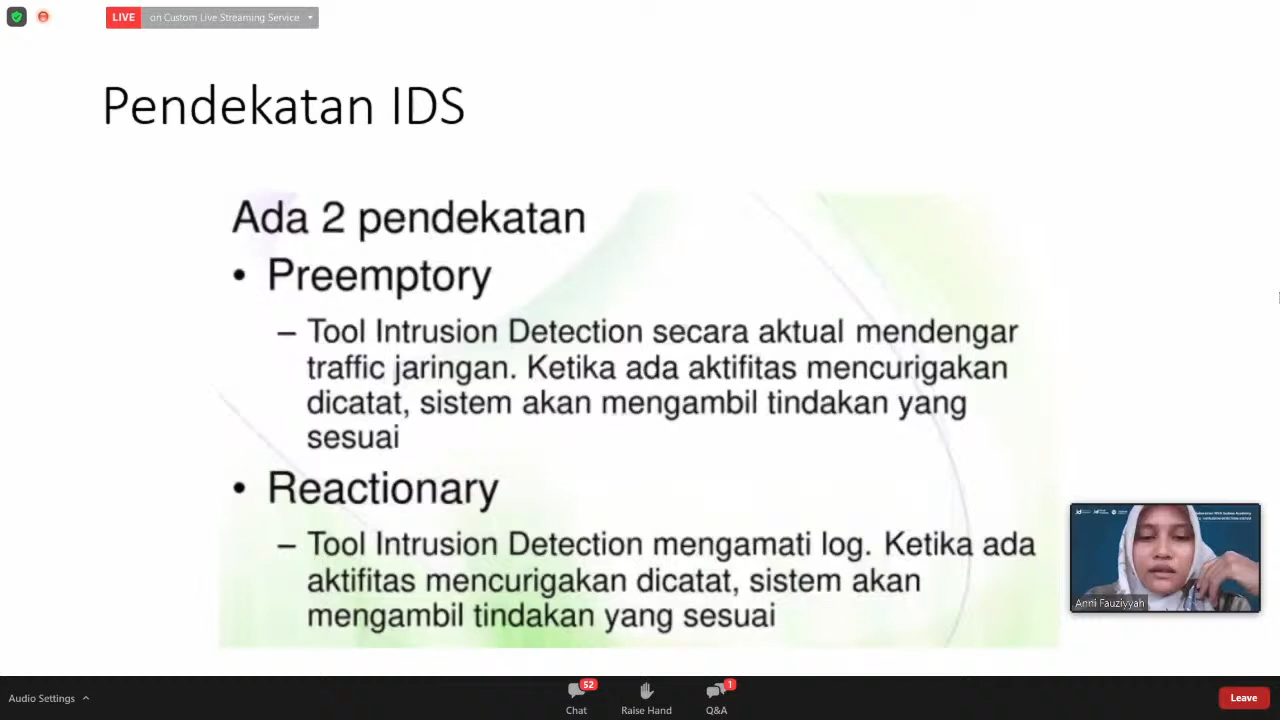 LIVE on Custom Live Streaming Service
Pendekatan IDS
Ada 2 pendekatan
• Preemptory
– Tool Intrusion Detection secara aktual mendengar
traffic jaringan. Ketika ada aktifitas mencurigakan
dicatat, sistem akan mengambil tindakan yang
sesuai
• Reactionary
– Tool Intrusion Detection mengamati log. Ketika ada
aktifitas mencurigakan dicatat, sistem akan
mengambil tindakan yang sesuai
Anni Fauziyyah
Audio Settings
52
Chat
Raise Hand
1
Q&A
Leave